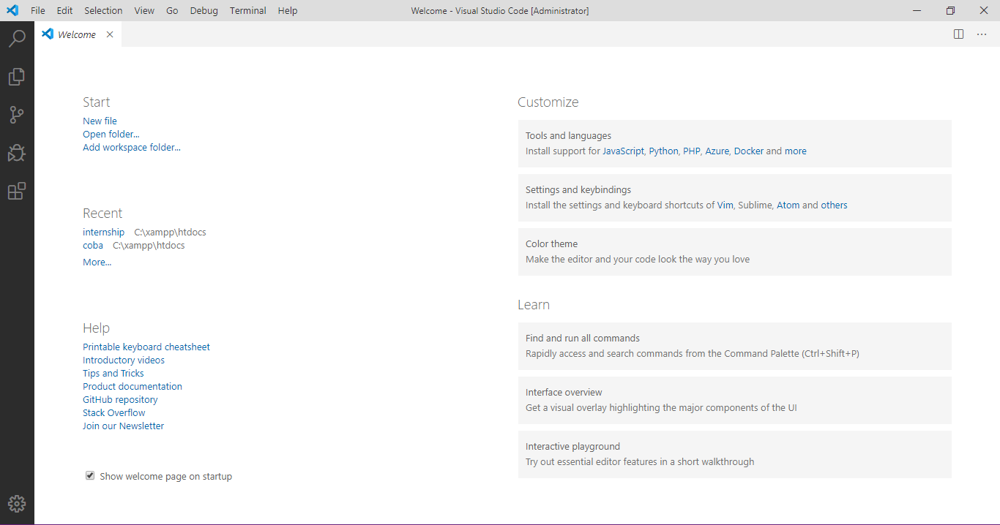 File Edit Selection View Go Debug Terminal Help Welcome - Visual Studio Code [Administrator]
Welcome
Start
New file
Open folder...
Add workspace folder...
Recent
internship C:\xampp\htdocs
coba C:\xampp\htdocs
More...
Help
Printable keyboard cheatsheet
Introductory videos
Tips and Tricks
Product documentation
GitHub repository
Stack Overflow
Join our Newsletter
Show welcome page on startup
Customize
Tools and languages
Install support for JavaScript, Python, PHP, Azure, Docker and more
Settings and keybindings
Install the settings and keyboard shortcuts of Vim, Sublime, Atom and others
Color theme
Make the editor and your code look the way you love
Learn
Find and run all commands
Rapidly access and search commands from the Command Palette (Ctrl+Shift+P)
Interface overview
Get a visual overlay highlighting the major components of the UI
Interactive playground
Try out essential editor features in a short walkthrough